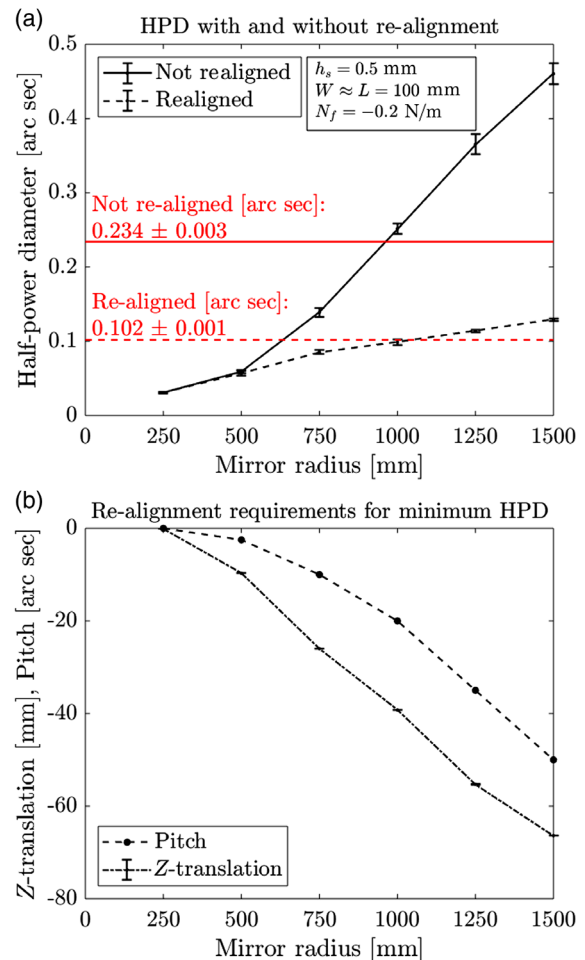 (a)
HPD with and without re-alignment
Half-power diameter [arc sec]
0.5
0.4
0.3
0.2
0.1
0
Not realigned
Realigned
h_s = 0.5 mm
W ≈ L = 100 mm
N_f = −0.2 N/m
Not re-aligned [arc sec]:
0.234 ± 0.003
Re-aligned [arc sec]:
0.102 ± 0.001
0 250 500 750 1000 1250 1500
Mirror radius [mm]
(b)
Re-alignment requirements for minimum HPD
Z-translation [mm], Pitch [arc sec]
0
-20
-40
-60
-80
Pitch
Z-translation
0 250 500 750 1000 1250 1500
Mirror radius [mm]